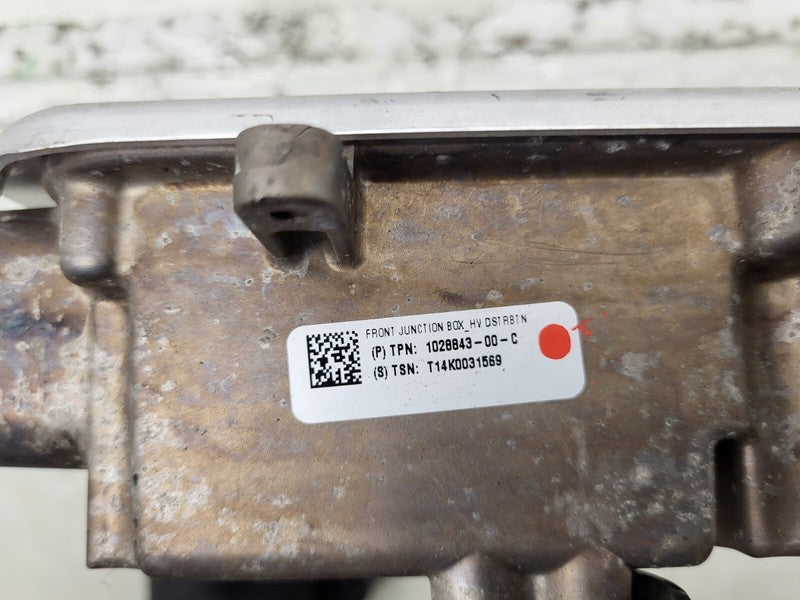 FRONT JUNCTION BOX_HV DSTRBTN
(P) TPN: 1028843-00-C
(S) TSN: T14K0031569